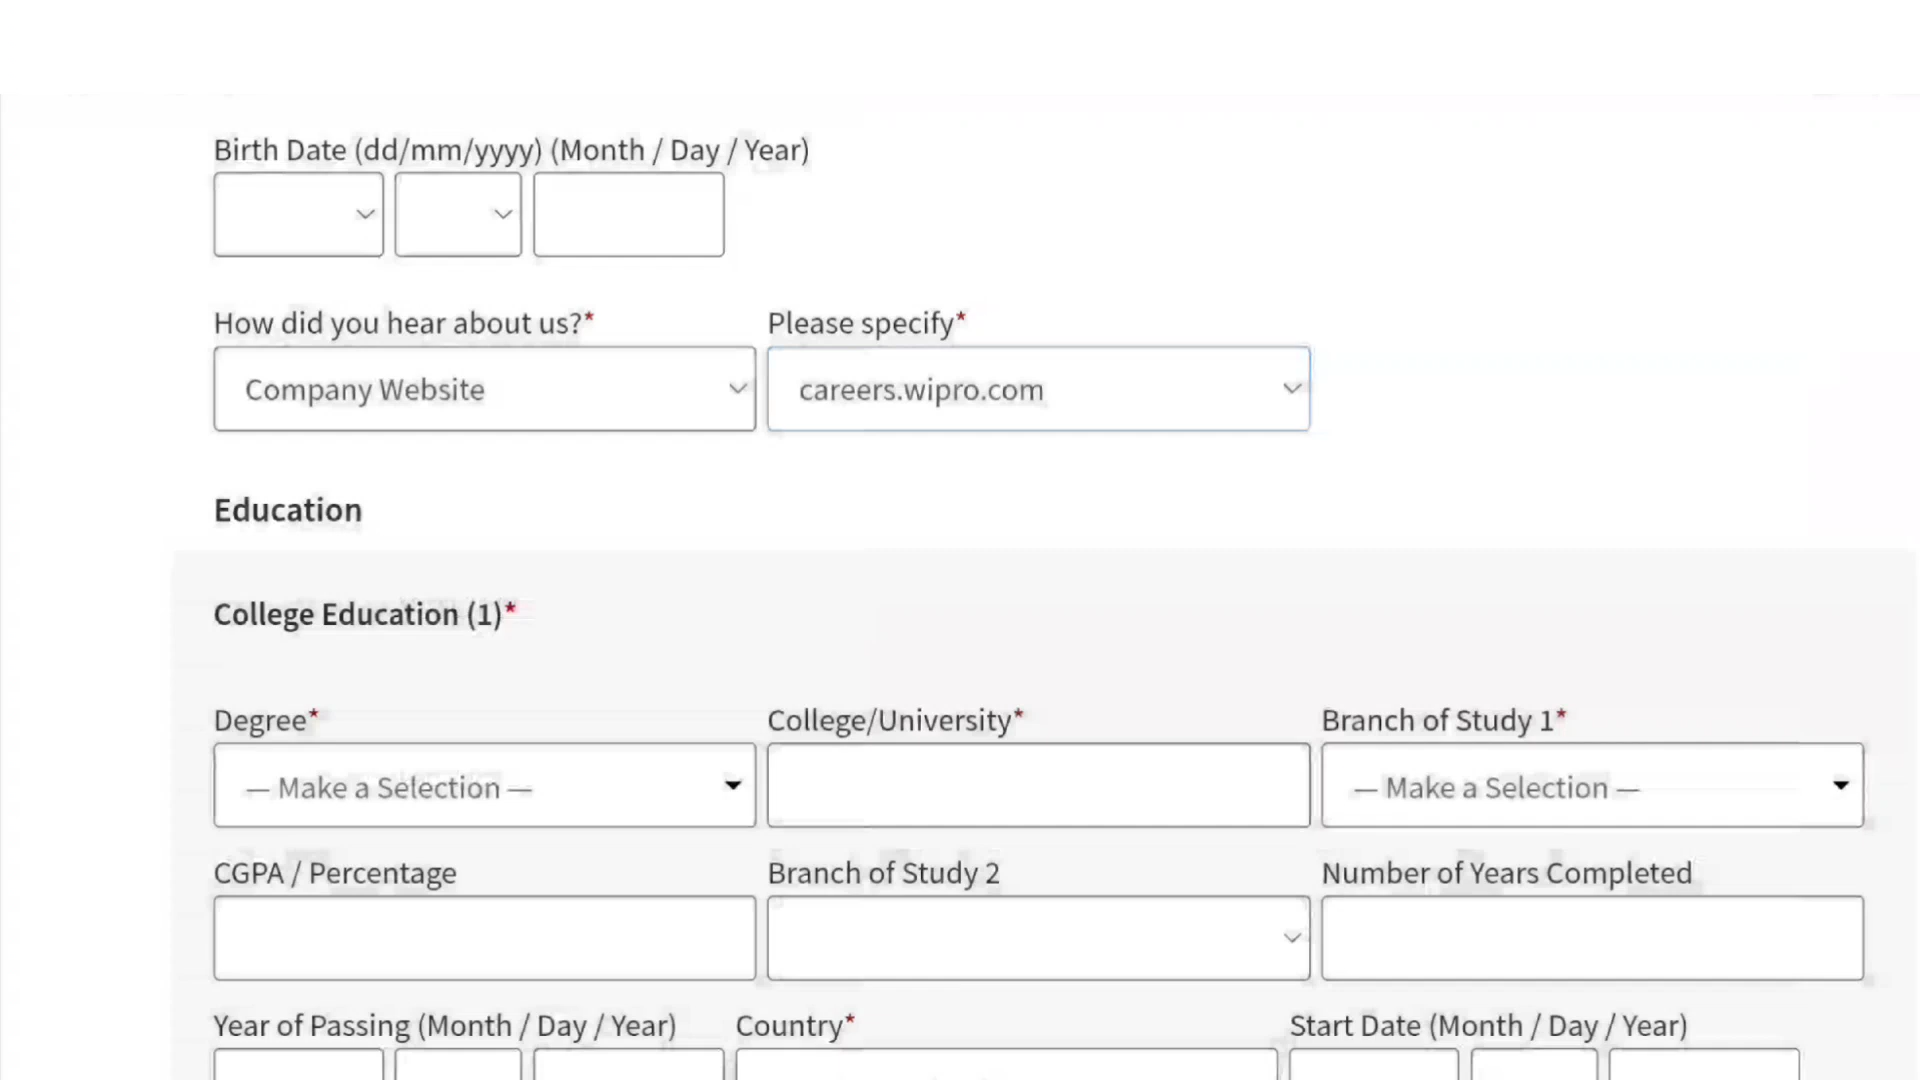 Birth Date (dd/mm/yyyy) (Month / Day / Year)
How did you hear about us?* Please specify*
Company Website careers.wipro.com
Education
College Education (1)*
Degree* College/University* Branch of Study 1*
— Make a Selection — — Make a Selection —
CGPA / Percentage Branch of Study 2 Number of Years Completed
Year of Passing (Month / Day / Year) Country* Start Date (Month / Day / Year)